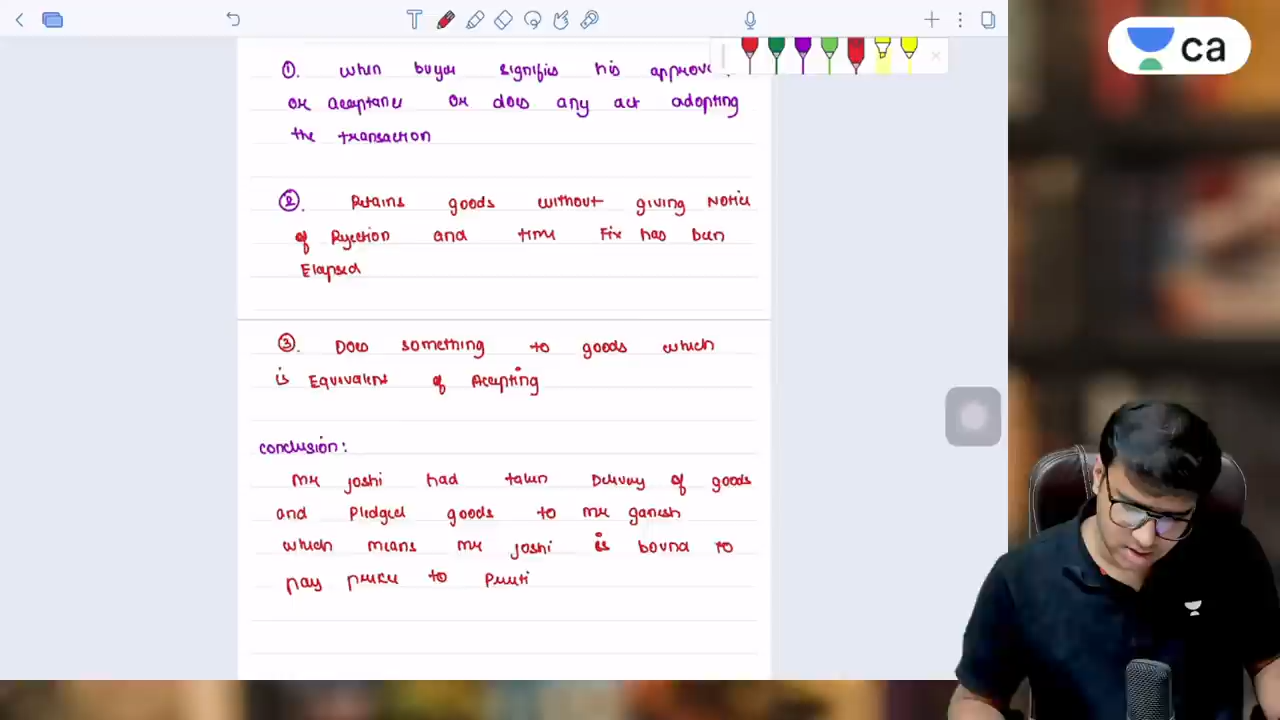 ca
①. when buyer signifies his approv
or acceptance or does any act adopting
the transaction
②. Retains goods without giving Notice
of Rejection and time Fix has been
Elapsed
③. Does something to goods which
is Equivalent of Accepting
conclusion:
Mr Joshi had taken Delivery of goods
and Pledged goods to mr ganesh
which means mr joshi is bound to
pay price to Preeti